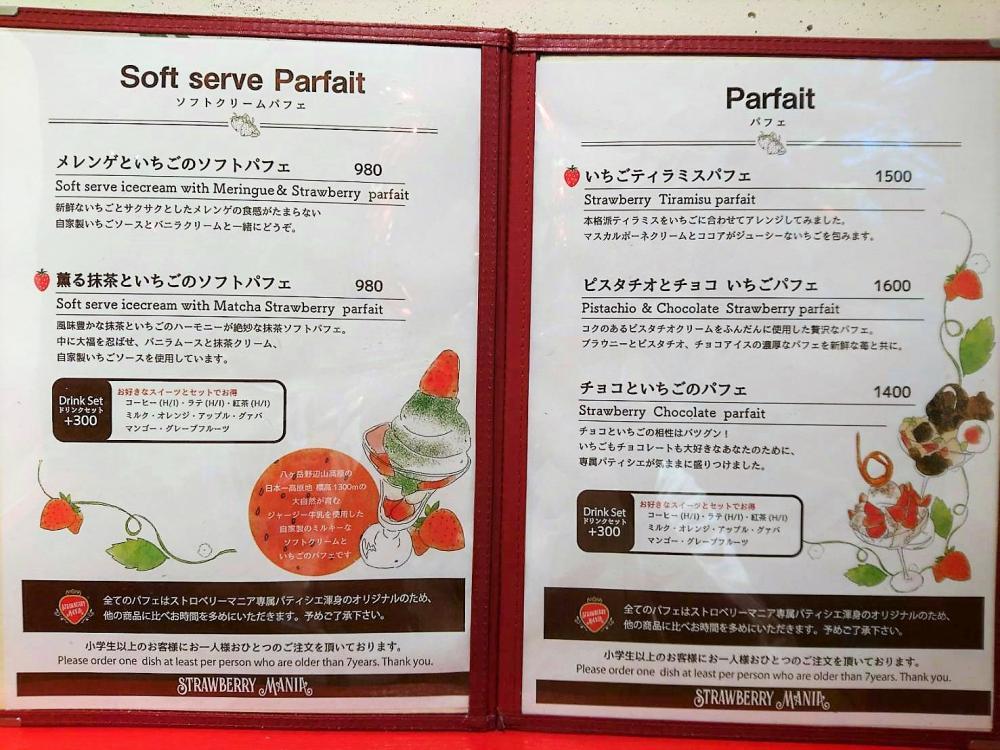 Soft serve Parfait
ソフトクリームパフェ
メレンゲといちごのソフトパフェ 980
Soft serve icecream with Meringue & Strawberry parfait
新鮮ないちごとサクサクとしたメレンゲの食感がたまらない
自家製いちごソースとバニラクリームと一緒にどうぞ。
薫る抹茶といちごのソフトパフェ 980
Soft serve icecream with Matcha Strawberry parfait
風味豊かな抹茶といちごのハーモニーが絶妙な抹茶ソフトパフェ。
中に大福を忍ばせ、バニラムースと抹茶クリーム、
自家製いちごソースを使用しています。
Drink Set
ドリンクセット
+300
お好きなスイーツとセットでお得
コーヒー (H/I)・ラテ (H/I)・紅茶 (H/I)
ミルク・オレンジ・アップル・グァバ
マンゴー・グレープフルーツ
八ヶ岳野辺山高原の
日本一高原地 標高1300mの
大自然が育む
ジャージー牛乳を使用した
自家製のミルキーな
ソフトクリームと
いちごのパフェです
STRAWBERRY MANIA
全てのパフェはストロベリーマニア専属パティシエ渾身のオリジナルのため、
他の商品に比べお時間を多めにいただきます。予めご了承下さい。
小学生以上のお客様にお一人様おひとつのご注文を頂いております。
Please order one dish at least per person who are older than 7years. Thank you.
STRAWBERRY MANIA
Parfait
パフェ
いちごティラミスパフェ 1500
Strawberry Tiramisu parfait
本格派ティラミスをいちごに合わせてアレンジしてみました。
マスカルポーネクリームとココアがジューシーないちごを包みます。
ピスタチオとチョコ いちごパフェ 1600
Pistachio & Chocolate Strawberry parfait
コクのあるピスタチオクリームをふんだんに使用した贅沢なパフェ。
ブラウニーとピスタチオ、チョコアイスの濃厚なパフェを新鮮な苺と共に。
チョコといちごのパフェ 1400
Strawberry Chocolate parfait
チョコといちごの相性はバツグン！
いちごもチョコレートも大好きなあなたのために、
専属パティシエが気ままに盛りつけました。
Drink Set
ドリンクセット
+300
お好きなスイーツとセットでお得
コーヒー (H/I)・ラテ (H/I)・紅茶 (H/I)
ミルク・オレンジ・アップル・グァバ
マンゴー・グレープフルーツ
STRAWBERRY MANIA
全てのパフェはストロベリーマニア専属パティシエ渾身のオリジナルのため、
他の商品に比べお時間を多めにいただきます。予めご了承下さい。
小学生以上のお客様にお一人様おひとつのご注文を頂いております。
Please order one dish at least per person who are older than 7years. Thank you.
STRAWBERRY MANIA